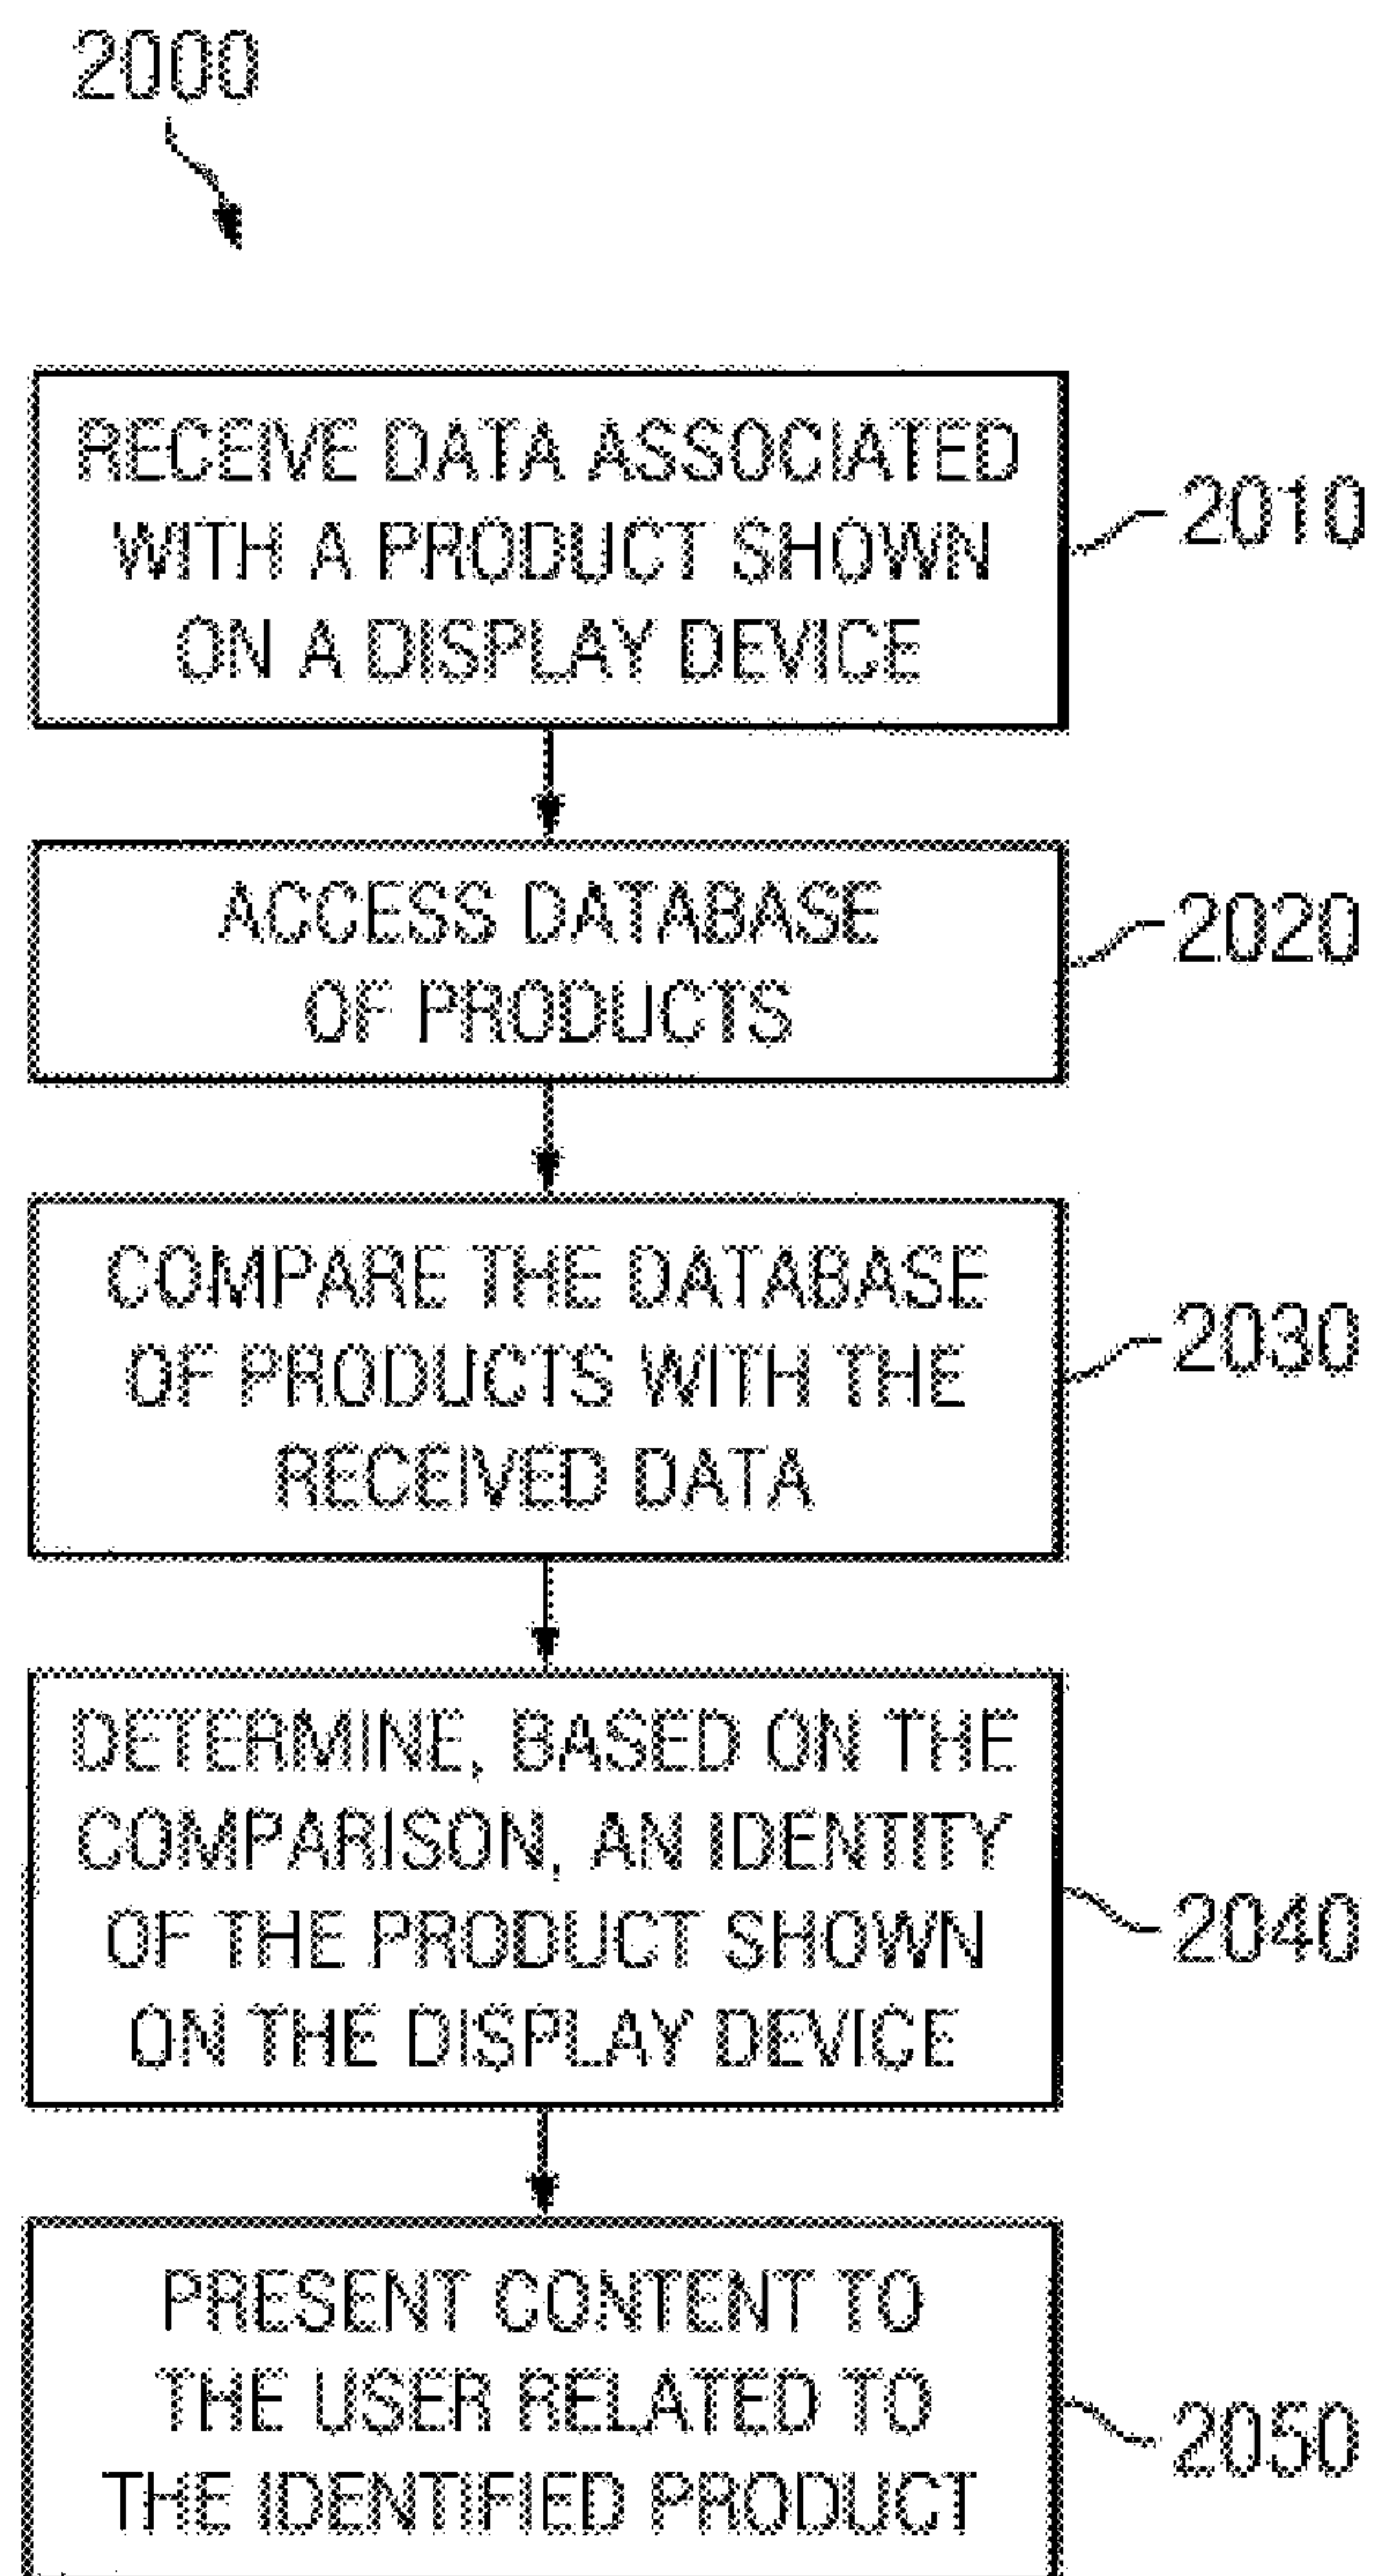 2000
RECEIVE DATA ASSOCIATED
WITH A PRODUCT SHOWN
ON A DISPLAY DEVICE
2010
ACCESS DATABASE
OF PRODUCTS
2020
COMPARE THE DATABASE
OF PRODUCTS WITH THE
RECEIVED DATA
2030
DETERMINE, BASED ON THE
COMPARISON, AN IDENTITY
OF THE PRODUCT SHOWN
ON THE DISPLAY DEVICE
2040
PRESENT CONTENT TO
THE USER RELATED TO
THE IDENTIFIED PRODUCT
2050